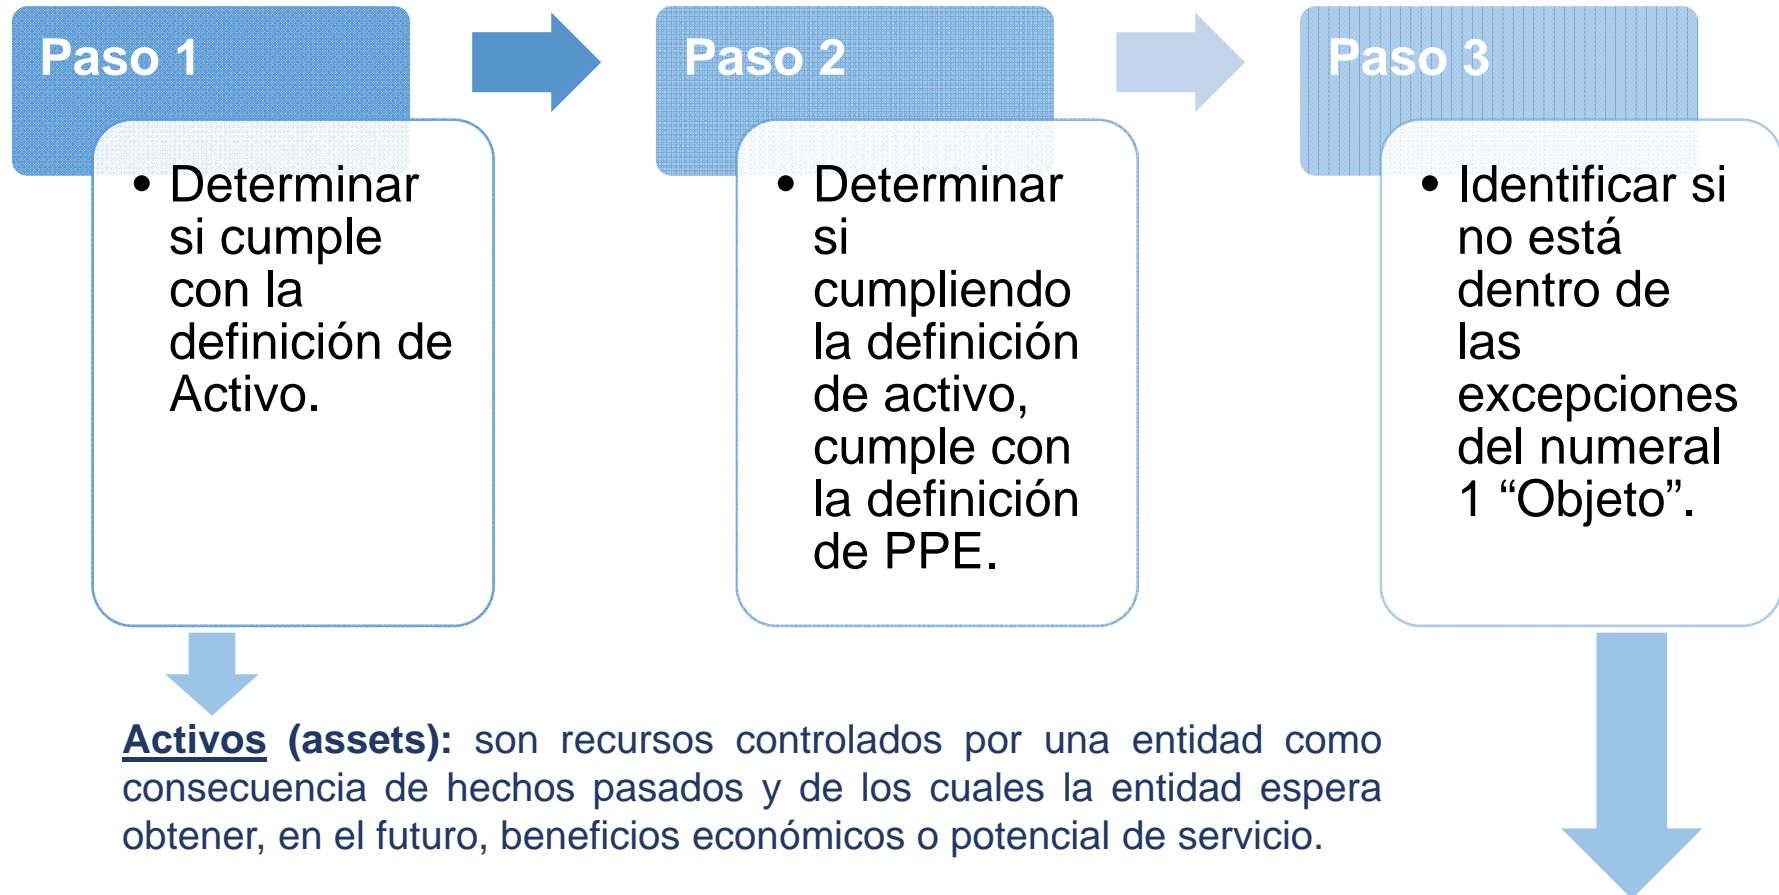 Paso 1
• Determinar
si cumple
con la
definición de
Activo.
Paso 2
• Determinar
si
cumpliendo
la definición
de activo,
cumple con
la definición
de PPE.
Paso 3
• Identificar si
no está
dentro de
las
excepciones
del numeral
1 “Objeto”.
Activos (assets): son recursos controlados por una entidad como
consecuencia de hechos pasados y de los cuales la entidad espera
obtener, en el futuro, beneficios económicos o potencial de servicio.